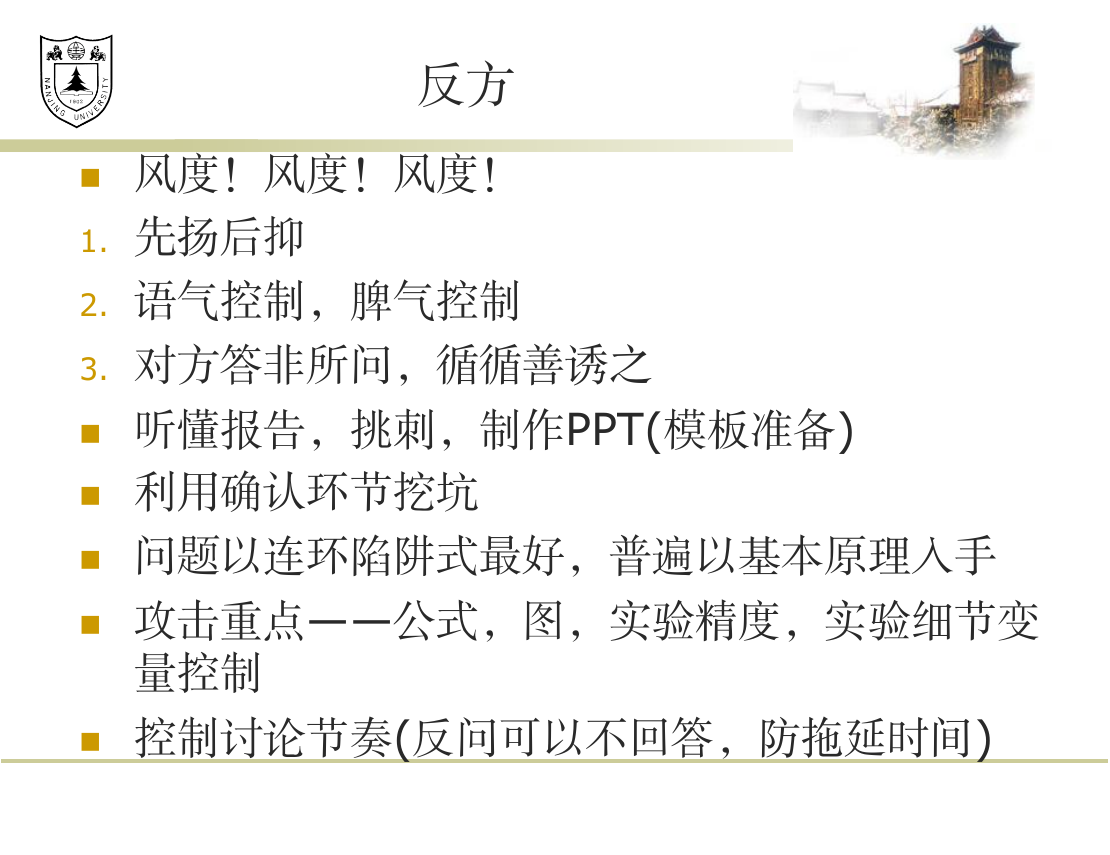 NANJING UNIVERSITY
1902
反方
风度！风度！风度！
1. 先扬后抑
2. 语气控制，脾气控制
3. 对方答非所问，循循善诱之
听懂报告，挑刺，制作PPT(模板准备)
利用确认环节挖坑
问题以连环陷阱式最好，普遍以基本原理入手
攻击重点——公式，图，实验精度，实验细节变
量控制
控制讨论节奏(反问可以不回答，防拖延时间)